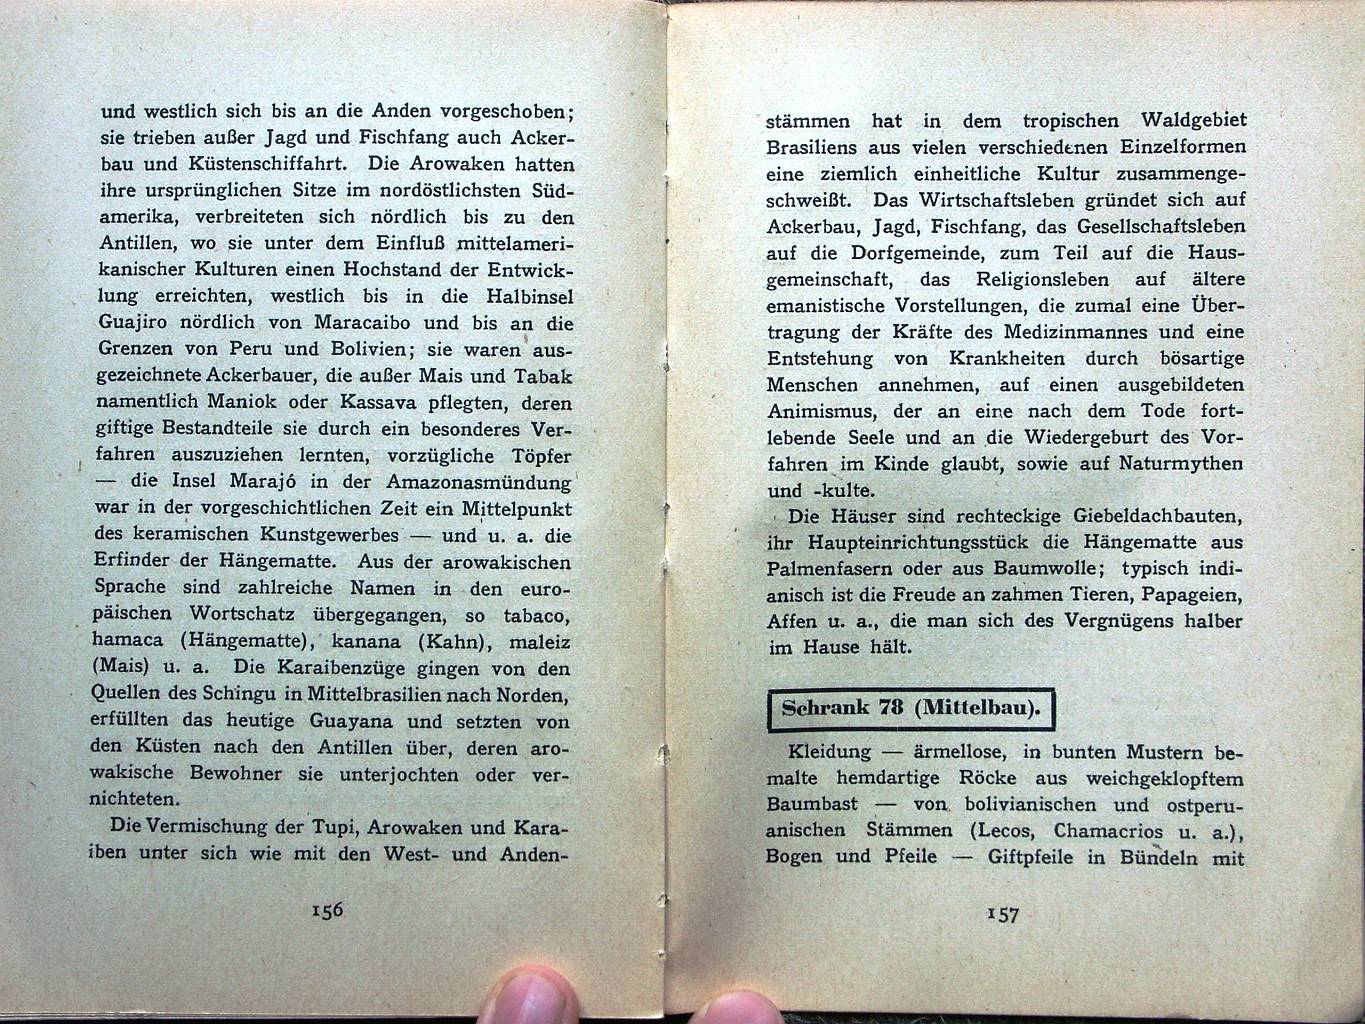 und westlich sich bis an die Anden vorgeschoben;
sie trieben außer Jagd und Fischfang auch Acker-
bau und Küstenschiffahrt. Die Arowaken hatten
ihre ursprünglichen Sitze im nordöstlichsten Süd-
amerika, verbreiteten sich nördlich bis zu den
Antillen, wo sie unter dem Einfluß mittelameri-
kanischer Kulturen einen Hochstand der Entwick-
lung erreichten, westlich bis in die Halbinsel
Guajiro nördlich von Maracaibo und bis an die
Grenzen von Peru und Bolivien; sie waren aus-
gezeichnete Ackerbauer, die außer Mais und Tabak
namentlich Maniok oder Kassava pflegten, deren
giftige Bestandteile sie durch ein besonderes Ver-
fahren auszuziehen lernten, vorzügliche Töpfer
— die Insel Marajó in der Amazonasmündung
war in der vorgeschichtlichen Zeit ein Mittelpunkt
des keramischen Kunstgewerbes — und u. a. die
Erfinder der Hängematte. Aus der arowakischen
Sprache sind zahlreiche Namen in den euro-
päischen Wortschatz übergegangen, so tabaco,
hamaca (Hängematte), kanana (Kahn), maleiz
(Mais) u. a. Die Karaibenzüge gingen von den
Quellen des Schingu in Mittelbrasilien nach Norden,
erfüllten das heutige Guayana und setzten von
den Küsten nach den Antillen über, deren aro-
wakische Bewohner sie unterjochten oder ver-
nichteten.
Die Vermischung der Tupi, Arowaken und Kara-
iben unter sich wie mit den West- und Anden-
156
stämmen hat in dem tropischen Waldgebiet
Brasiliens aus vielen verschiedenen Einzelformen
eine ziemlich einheitliche Kultur zusammenge-
schweißt. Das Wirtschaftsleben gründet sich auf
Ackerbau, Jagd, Fischfang, das Gesellschaftsleben
auf die Dorfgemeinde, zum Teil auf die Haus-
gemeinschaft, das Religionsleben auf ältere
emanistische Vorstellungen, die zumal eine Über-
tragung der Kräfte des Medizinmannes und eine
Entstehung von Krankheiten durch bösartige
Menschen annehmen, auf einen ausgebildeten
Animismus, der an eine nach dem Tode fort-
lebende Seele und an die Wiedergeburt des Vor-
fahren im Kinde glaubt, sowie auf Naturmythen
und -kulte.
Die Häuser sind rechteckige Giebeldachbauten,
ihr Haupteinrichtungsstück die Hängematte aus
Palmenfasern oder aus Baumwolle; typisch indi-
anisch ist die Freude an zahmen Tieren, Papageien,
Affen u. a., die man sich des Vergnügens halber
im Hause hält.
Schrank 78 (Mittelbau).
Kleidung — ärmellose, in bunten Mustern be-
malte hemdartige Röcke aus weichgeklopftem
Baumbast — von bolivianischen und ostperu-
anischen Stämmen (Lecos, Chamacrios u. a.),
Bogen und Pfeile — Giftpfeile in Bündeln mit
157